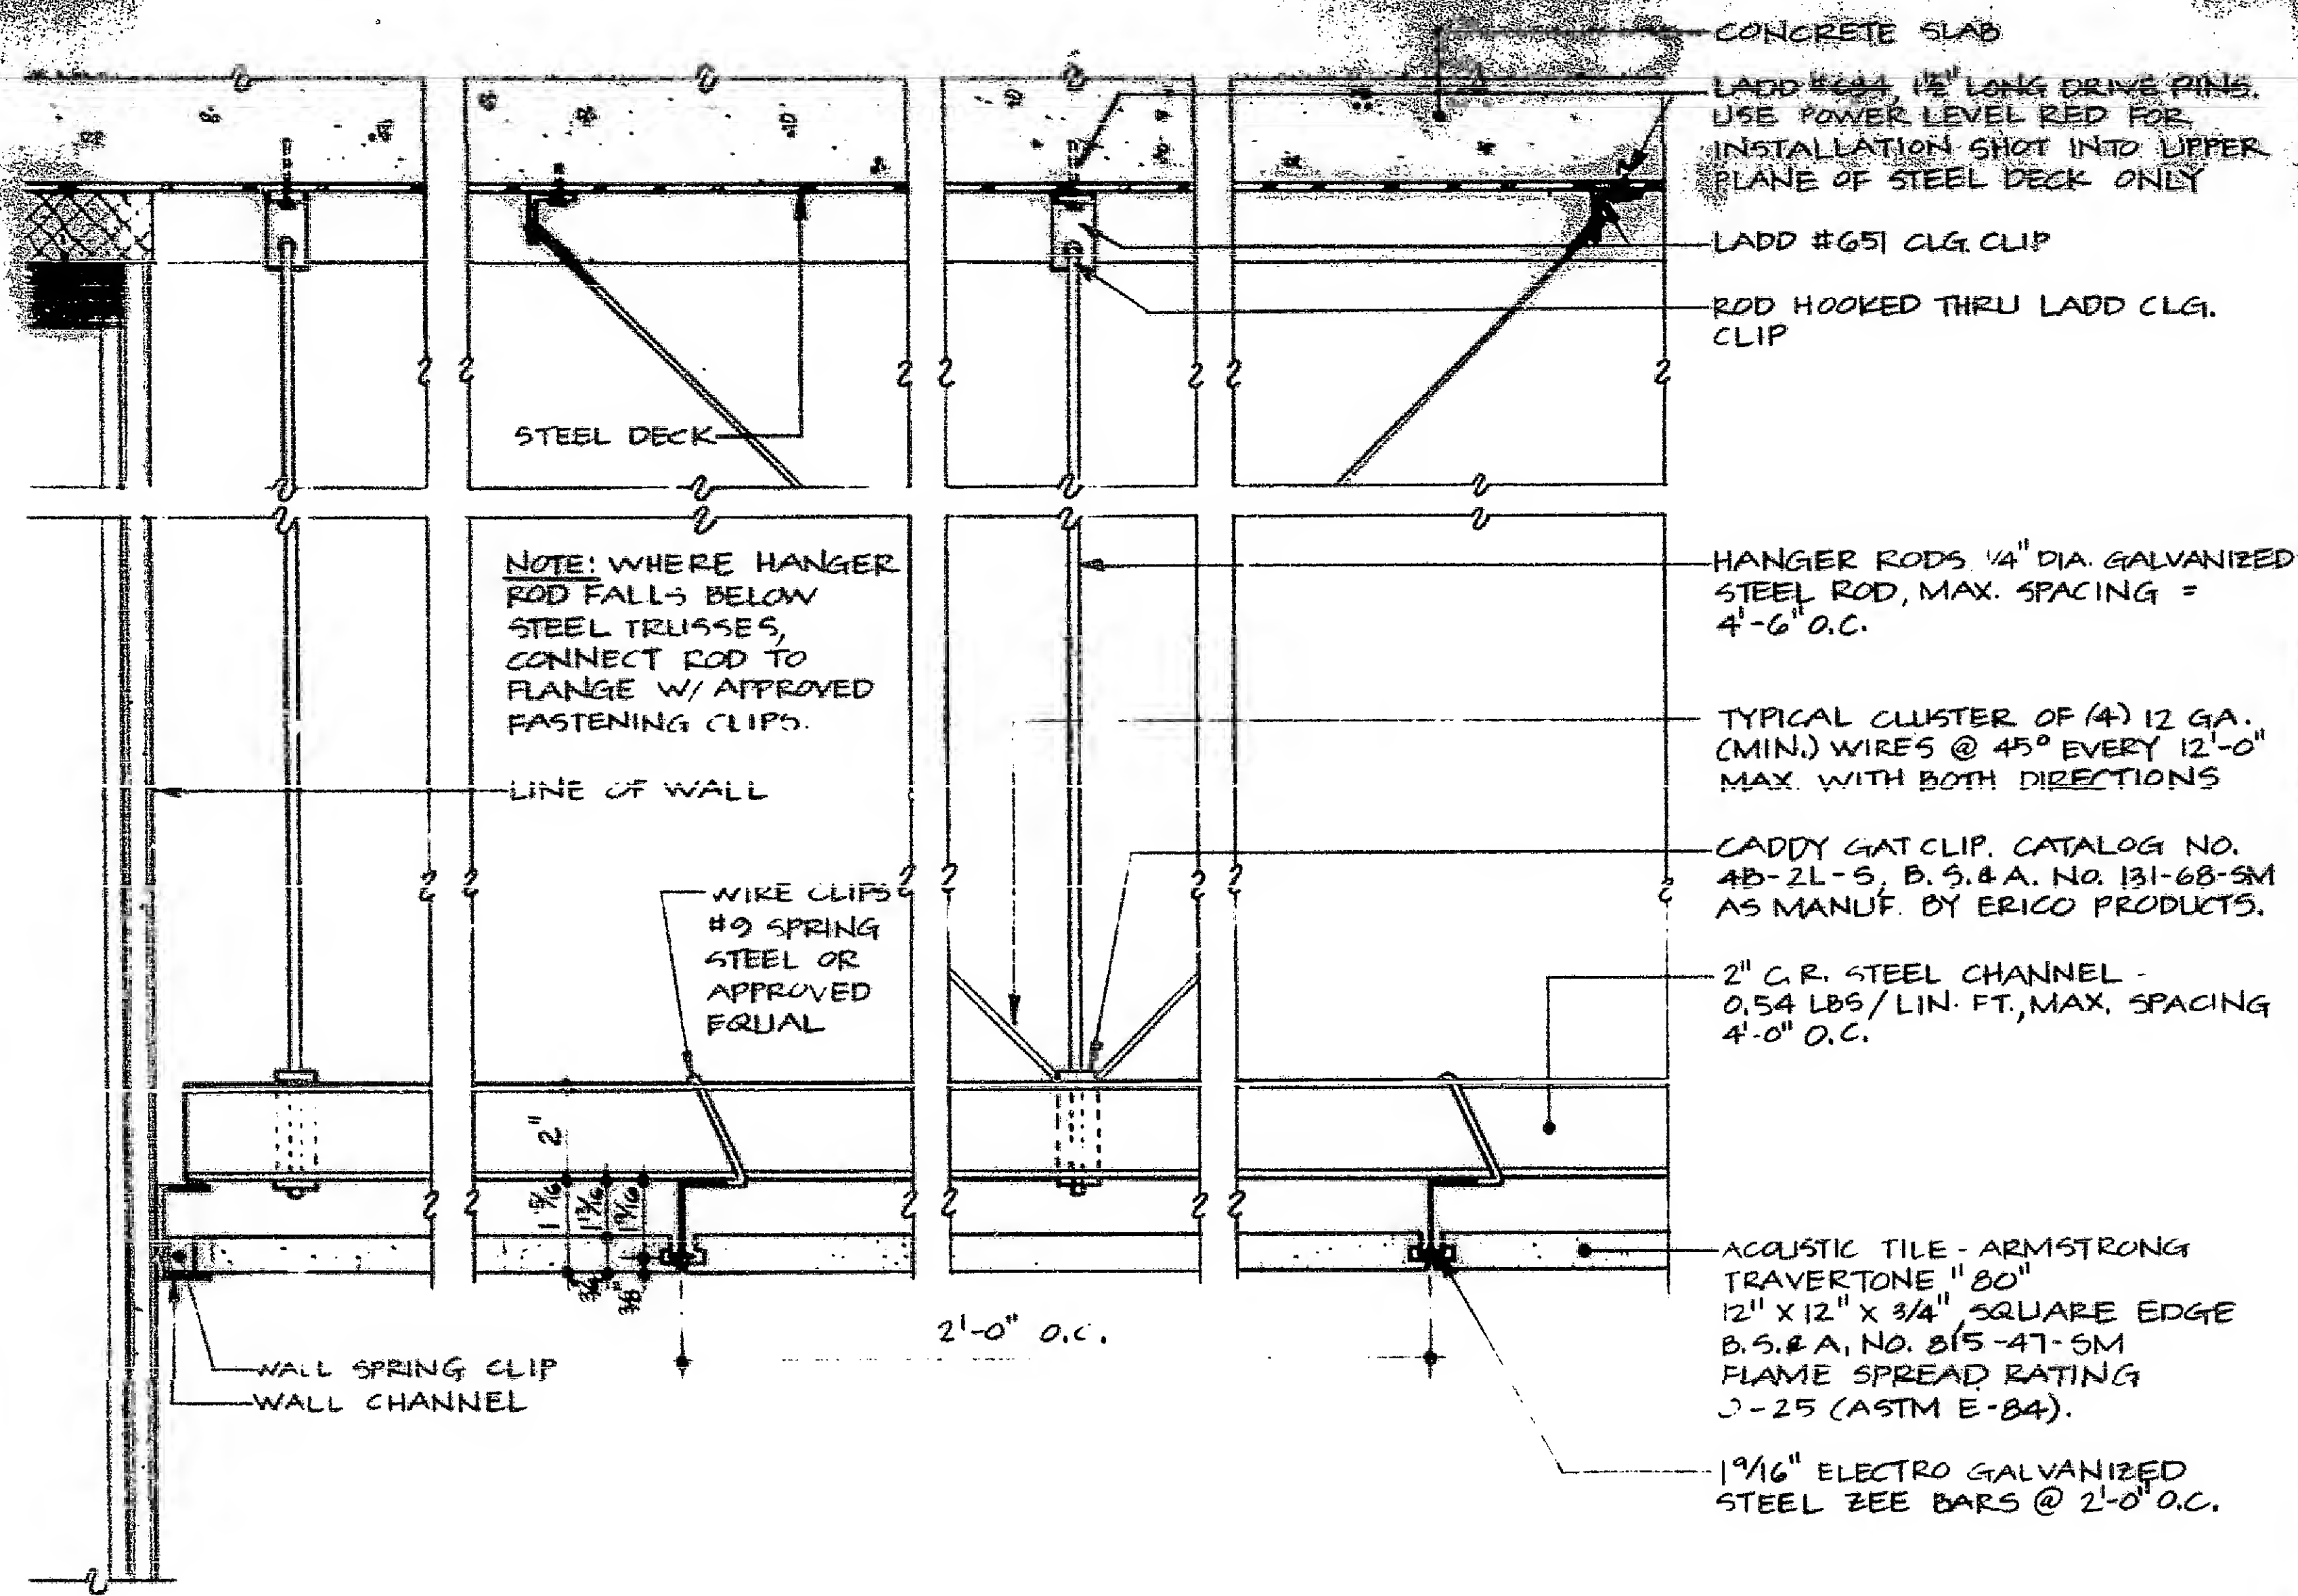 CONCRETE SLAB
LADD #684, 1½" LONG DRIVE PINS.
USE POWER LEVEL RED FOR
INSTALLATION SHOT INTO UPPER
PLANE OF STEEL DECK ONLY
LADD #651 CLG. CLIP
ROD HOOKED THRU LADD CLG.
CLIP
STEEL DECK
NOTE: WHERE HANGER
ROD FALLS BELOW
STEEL TRUSSES,
CONNECT ROD TO
FLANGE W/ APPROVED
FASTENING CLIPS.
HANGER RODS 1/4" DIA. GALVANIZED
STEEL ROD, MAX. SPACING =
4'-6" O.C.
TYPICAL CLUSTER OF (4) 12 GA.
(MIN.) WIRES @ 45° EVERY 12'-0"
MAX. WITH BOTH DIRECTIONS
LINE OF WALL
CADDY GAT CLIP. CATALOG NO.
4B-2L-S, B.S.&A. NO. 131-68-SM
AS MANUF. BY ERICO PRODUCTS.
WIRE CLIPS
#9 SPRING
STEEL OR
APPROVED
EQUAL
2" C.R. STEEL CHANNEL -
0.54 LBS/LIN. FT., MAX. SPACING
4'-0" O.C.
2"
1 3/16
3/8"
2'-0" O.C.
ACOUSTIC TILE - ARMSTRONG
TRAVERTONE "80"
12" X 12" X 3/4", SQUARE EDGE
B.S.&A. NO. 815-47-SM
FLAME SPREAD RATING
-25 (ASTM E-84).
WALL SPRING CLIP
WALL CHANNEL
1 9/16" ELECTRO GALVANIZED
STEEL ZEE BARS @ 2'-0" O.C.